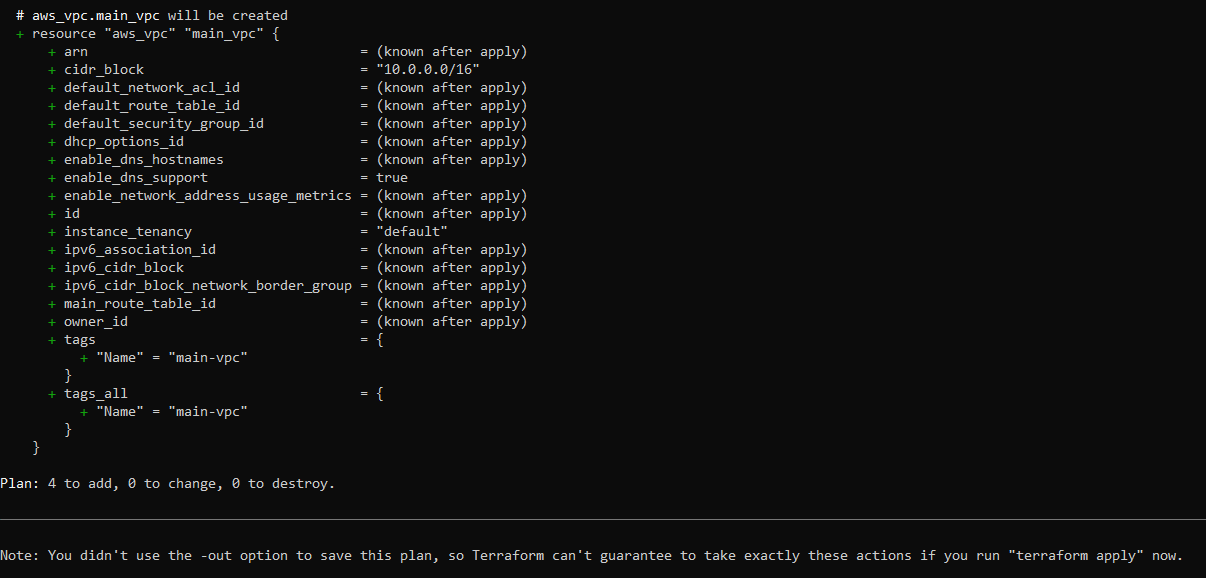 # aws_vpc.main_vpc will be created
+ resource "aws_vpc" "main_vpc" {
+ arn = (known after apply)
+ cidr_block = "10.0.0.0/16"
+ default_network_acl_id = (known after apply)
+ default_route_table_id = (known after apply)
+ default_security_group_id = (known after apply)
+ dhcp_options_id = (known after apply)
+ enable_dns_hostnames = (known after apply)
+ enable_dns_support = true
+ enable_network_address_usage_metrics = (known after apply)
+ id = (known after apply)
+ instance_tenancy = "default"
+ ipv6_association_id = (known after apply)
+ ipv6_cidr_block = (known after apply)
+ ipv6_cidr_block_network_border_group = (known after apply)
+ main_route_table_id = (known after apply)
+ owner_id = (known after apply)
+ tags = {
+ "Name" = "main-vpc"
}
+ tags_all = {
+ "Name" = "main-vpc"
}
}
Plan: 4 to add, 0 to change, 0 to destroy.
Note: You didn't use the -out option to save this plan, so Terraform can't guarantee to take exactly these actions if you run "terraform apply" now.